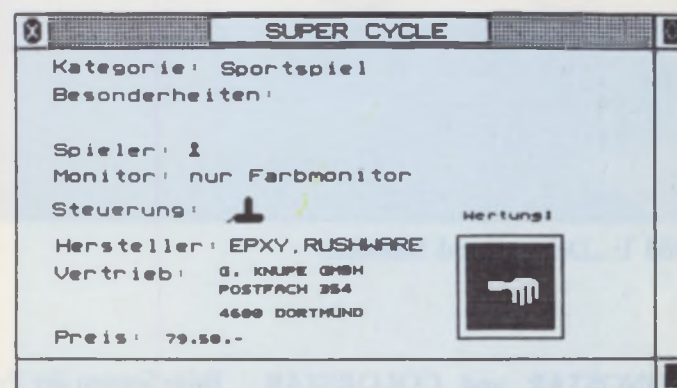 SUPER CYCLE
Kategorie: Sportspiel
Besonderheiten:
Spieler: 1
Monitor: nur Farbmonitor
Steuerung:
Wertung:
Hersteller: EPXY, RUSHWARE
Vertrieb: G. KNUPE GMBH
POSTFACH 354
4600 DORTMUND
Preis: 79.50.-